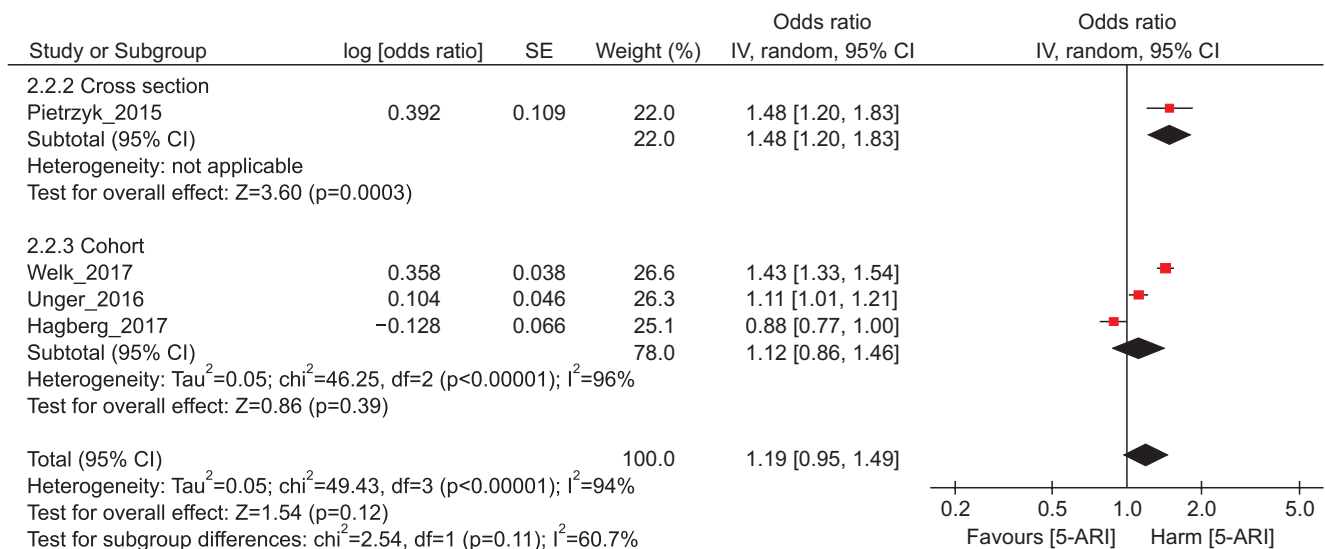 Odds ratio Odds ratio
Study or Subgroup log [odds ratio] SE Weight (%) IV, random, 95% CI IV, random, 95% CI
2.2.2 Cross section
Pietrzyk_2015 0.392 0.109 22.0 1.48 [1.20, 1.83]
Subtotal (95% CI) 22.0 1.48 [1.20, 1.83]
Heterogeneity: not applicable
Test for overall effect: Z=3.60 (p=0.0003)
2.2.3 Cohort
Welk_2017 0.358 0.038 26.6 1.43 [1.33, 1.54]
Unger_2016 0.104 0.046 26.3 1.11 [1.01, 1.21]
Hagberg_2017 −0.128 0.066 25.1 0.88 [0.77, 1.00]
Subtotal (95% CI) 78.0 1.12 [0.86, 1.46]
Heterogeneity: Tau²=0.05; chi²=46.25, df=2 (p<0.00001); I²=96%
Test for overall effect: Z=0.86 (p=0.39)
Total (95% CI) 100.0 1.19 [0.95, 1.49]
Heterogeneity: Tau²=0.05; chi²=49.43, df=3 (p<0.00001); I²=94%
Test for overall effect: Z=1.54 (p=0.12)
Test for subgroup differences: chi²=2.54, df=1 (p=0.11); I²=60.7%
0.2 0.5 1.0 2.0 5.0
Favours [5-ARI] Harm [5-ARI]